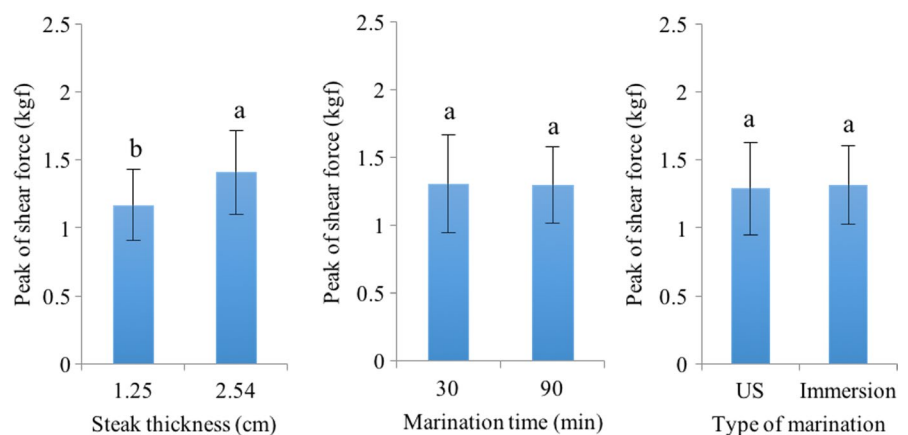 Peak of shear force (kgf)
2.5
2
1.5
1
0.5
0
b
a
1.25 2.54
Steak thickness (cm)
Peak of shear force (kgf)
2.5
2
1.5
1
0.5
0
a
a
30 90
Marination time (min)
Peak of shear force (kgf)
2.5
2
1.5
1
0.5
0
a
a
US Immersion
Type of marination